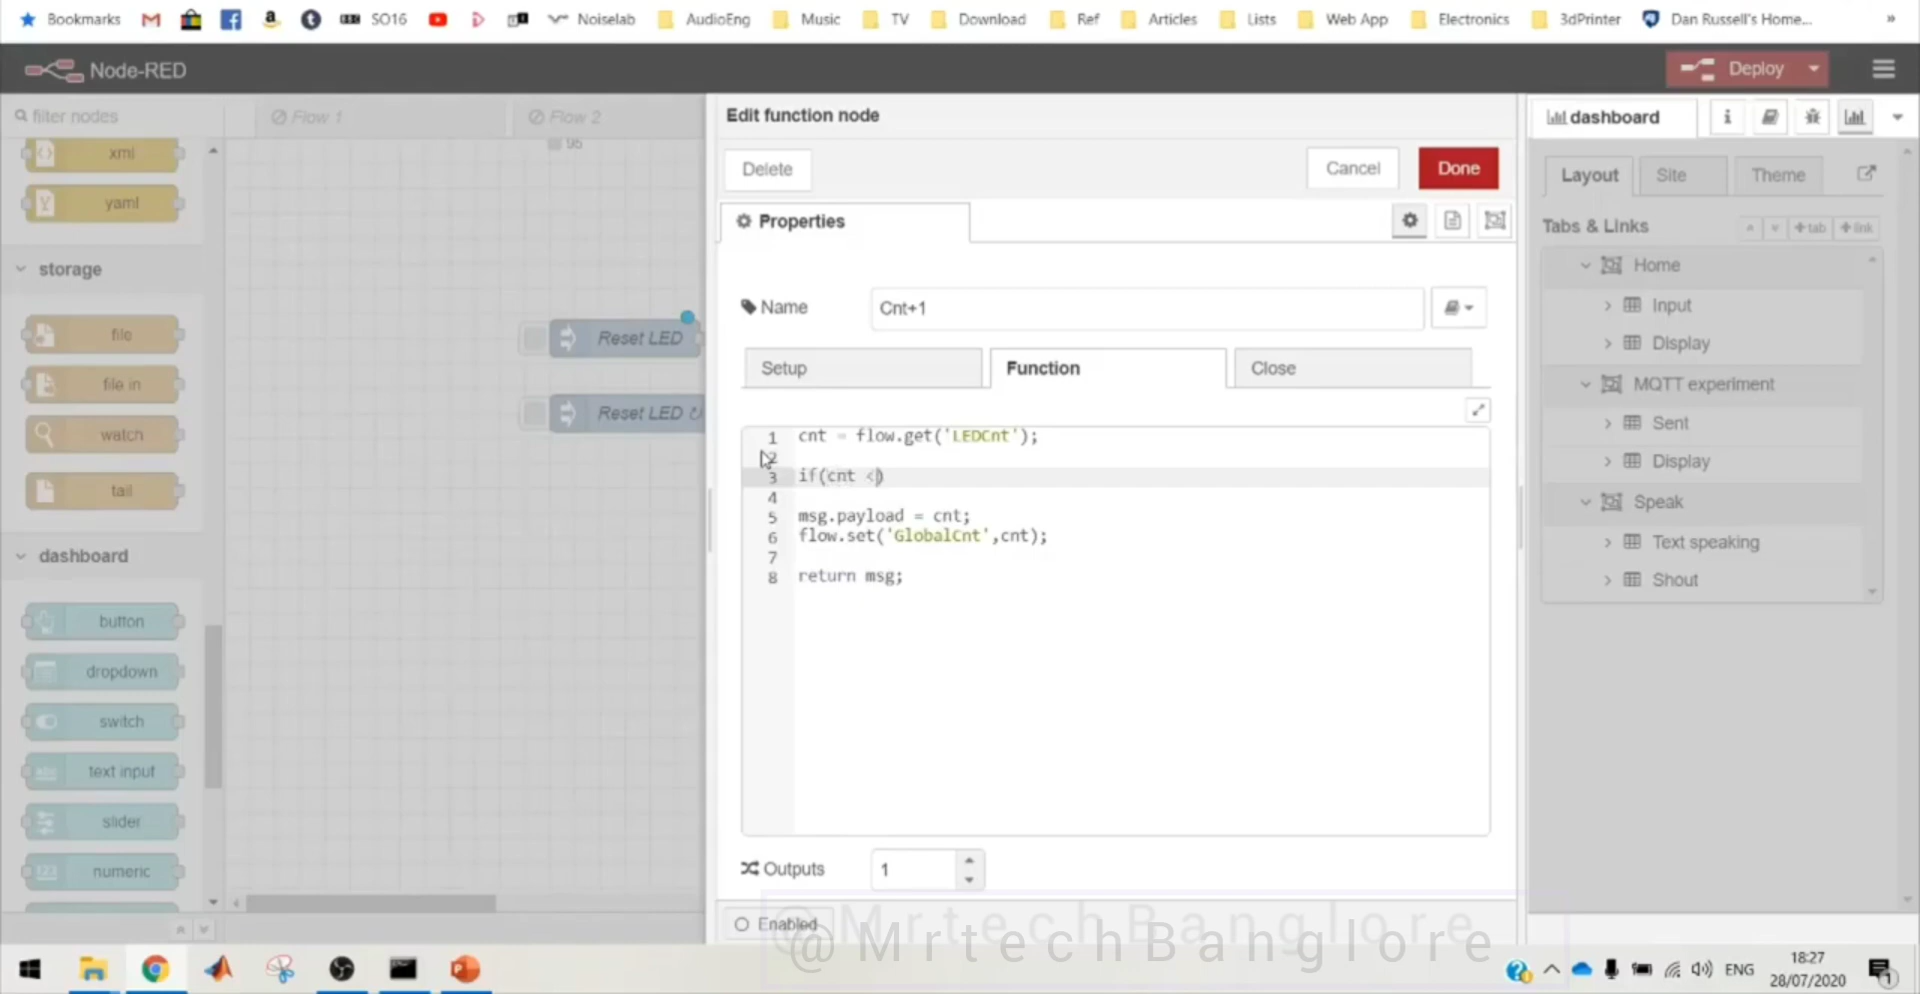 Bookmarks SO16 Noiselab AudioEng Music TV Download Ref Articles Lists Web App Electronics 3dPrinter Dan Russell's Home... »
Node-RED Deploy
filter nodes Flow 1 Flow 2 Edit function node dashboard
xml
yaml
storage
file
file in
watch
tail
dashboard
button
dropdown
switch
text input
slider
numeric
Reset LED
Reset LED ↻
Delete Cancel Done
Properties
Name Cnt+1
Setup Function Close
1 cnt = flow.get('LEDCnt');
2
3 if(cnt <)
4
5 msg.payload = cnt;
6 flow.set('GlobalCnt',cnt);
7
8 return msg;
Outputs 1
Enabled
Layout Site Theme
Tabs & Links +tab +link
Home
Input
Display
MQTT experiment
Sent
Display
Speak
Text speaking
Shout
@MrtechBanglore
@MrtechBanglore
ENG 18:27
28/07/2020 1